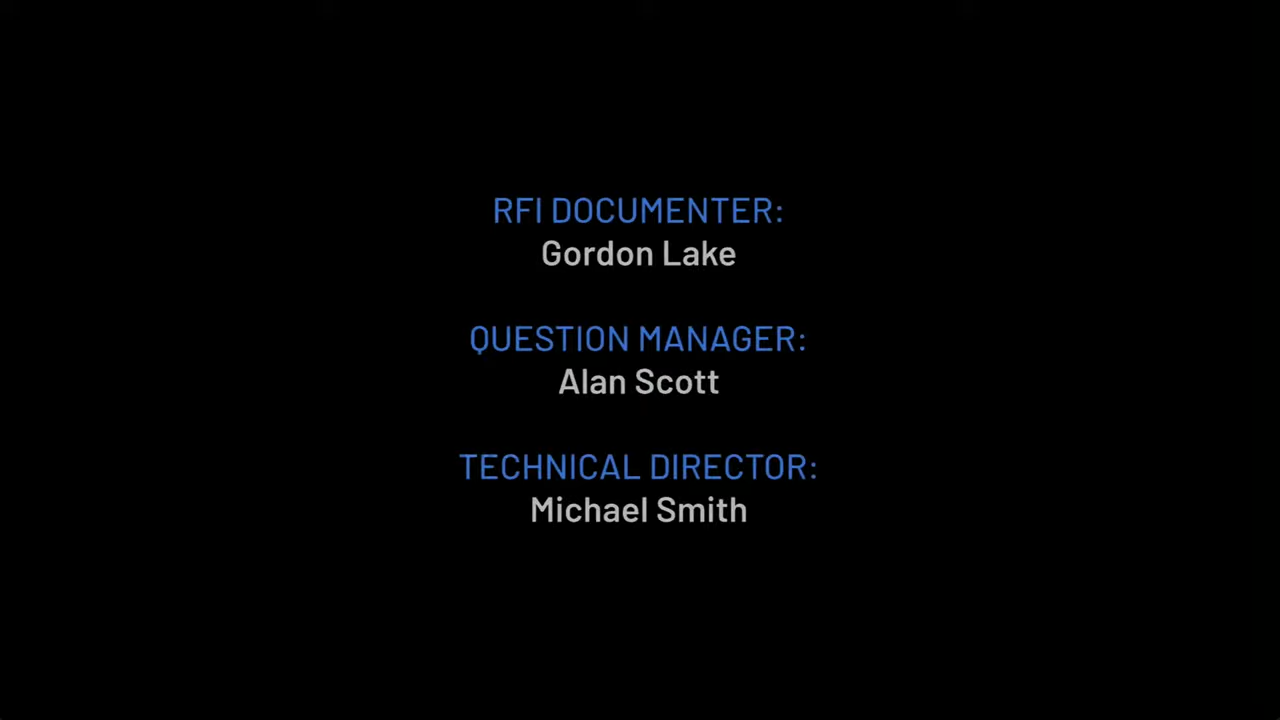 RFI DOCUMENTER:
Gordon Lake
QUESTION MANAGER:
Alan Scott
TECHNICAL DIRECTOR:
Michael Smith